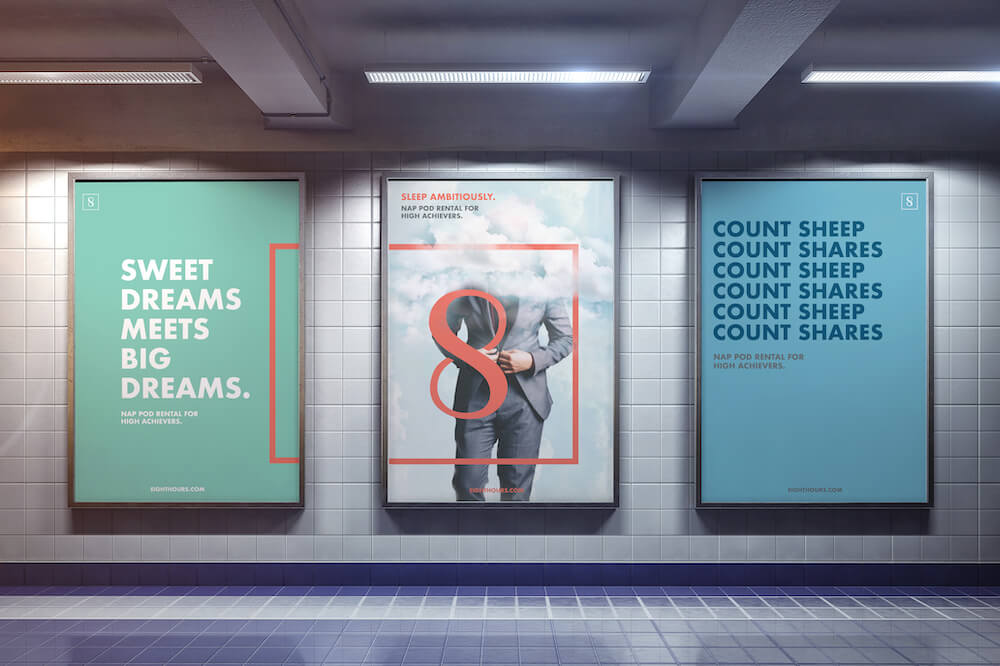 8
SWEET
DREAMS
MEETS
BIG
DREAMS.
NAP POD RENTAL FOR
HIGH ACHIEVERS.
EIGHTHOURS.COM
SLEEP AMBITIOUSLY.
NAP POD RENTAL FOR
HIGH ACHIEVERS.
8
EIGHTHOURS.COM
8
COUNT SHEEP
COUNT SHARES
COUNT SHEEP
COUNT SHARES
COUNT SHEEP
COUNT SHARES
NAP POD RENTAL FOR
HIGH ACHIEVERS.
EIGHTHOURS.COM